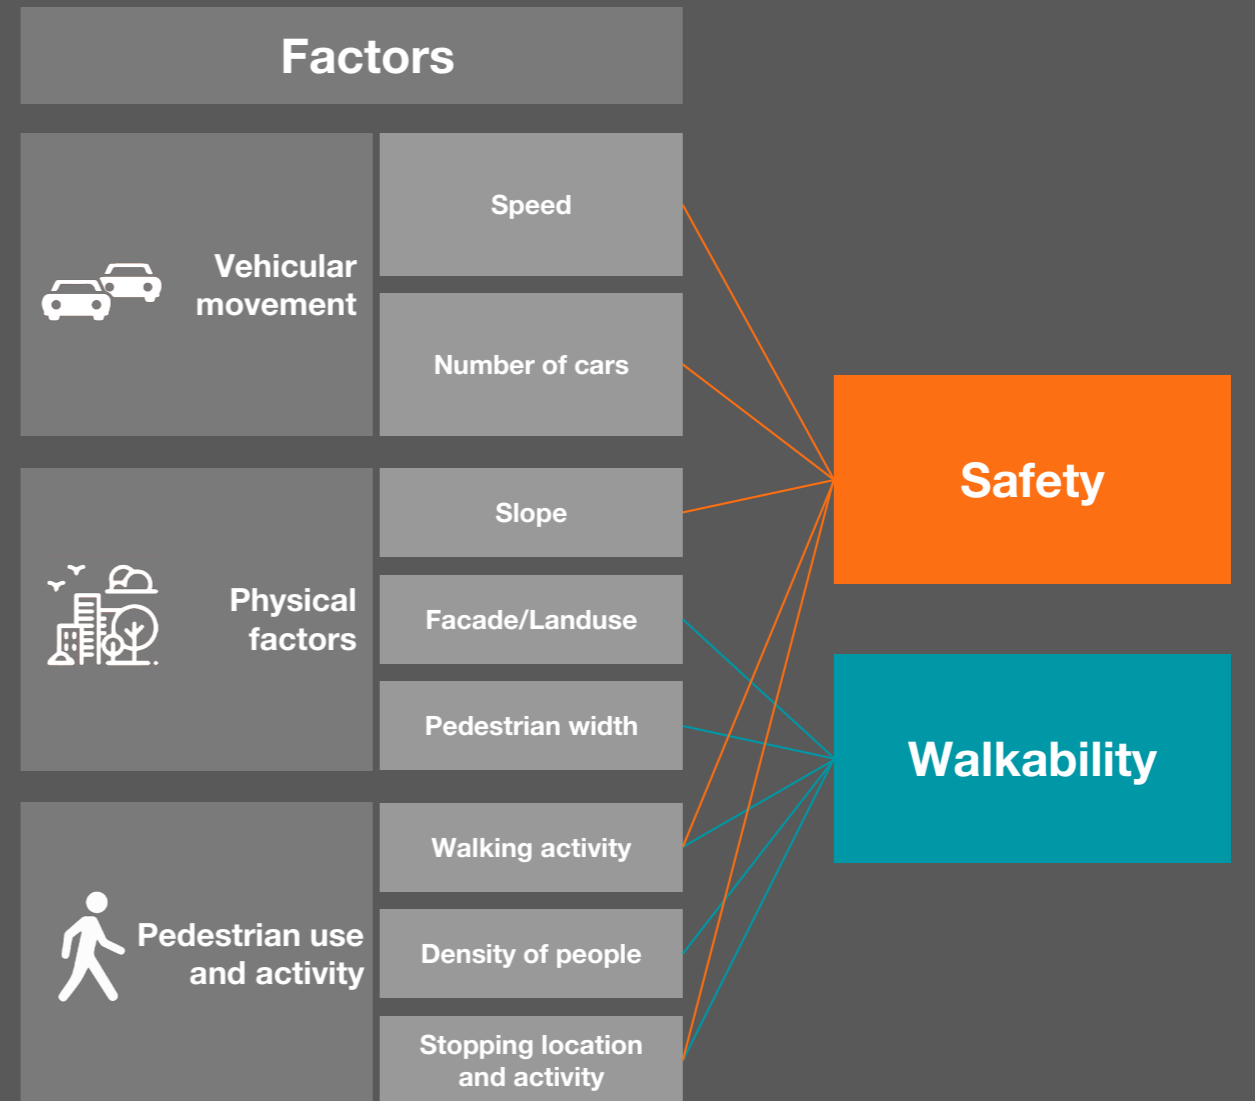 Factors
Vehicular
movement
Speed
Number of cars
Physical
factors
Slope
Facade/Landuse
Pedestrian width
Pedestrian use
and activity
Walking activity
Density of people
Stopping location
and activity
Safety
Walkability